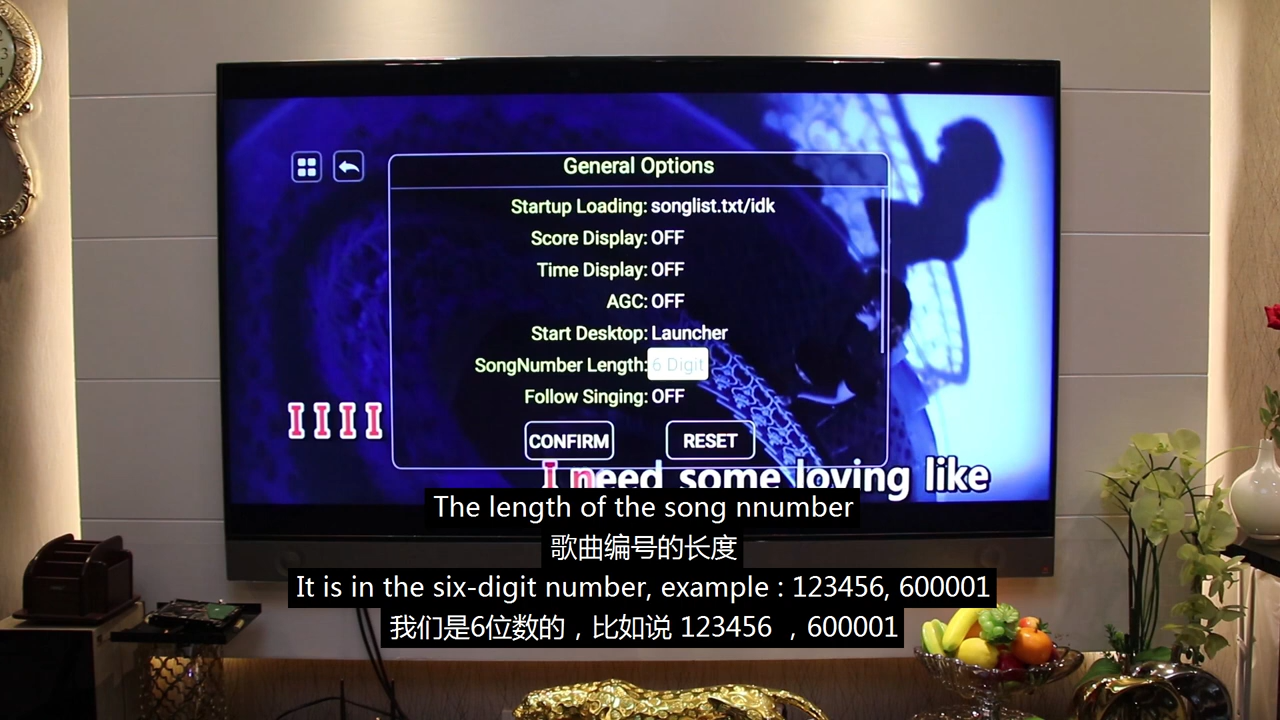 General Options
Startup Loading: songlist.txt/idk
Score Display: OFF
Time Display: OFF
AGC: OFF
Start Desktop: Launcher
SongNumber Length: 6 Digit
Follow Singing: OFF
CONFIRM RESET
I I I I
I need some loving like
The length of the song nnumber
歌曲编号的长度
It is in the six-digit number, example : 123456, 600001
我们是6位数的，比如说 123456 ，600001